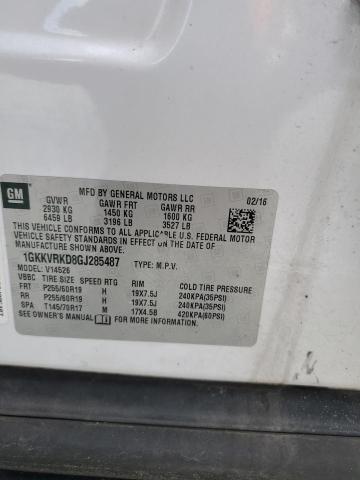 GM
MFD BY GENERAL MOTORS LLC 02/16
GVWR GAWR FRT GAWR RR
2930 KG 1450 KG 1600 KG
6459 LB 3196 LB 3527 LB
THIS VEHICLE CONFORMS TO ALL APPLICABLE U.S. FEDERAL MOTOR
VEHICLE SAFETY STANDARDS IN EFFECT ON THE DATE OF
MANUFACTURE SHOWN ABOVE.
1GKKVRKD8GJ285487 TYPE: M.P.V.
MODEL: V14526
VBBC TIRE SIZE SPEED RTG RIM COLD TIRE PRESSURE
FRT P255/60R19 H 19X7.5J 240KPA(35PSI)
RR P255/60R19 H 19X7.5J 240KPA(35PSI)
SPA T145/70R17 M 17X4.5B 420KPA(60PSI)
SEE OWNER'S MANUAL FOR MORE INFORMATION.